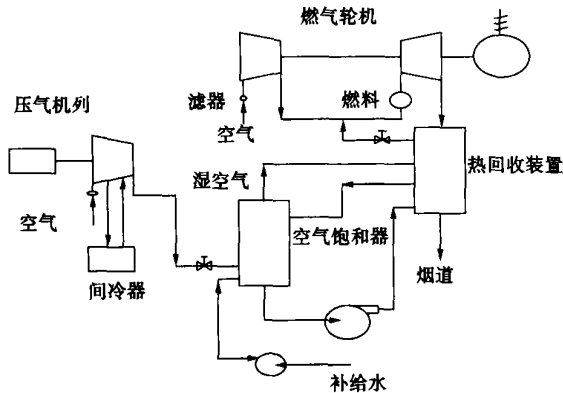 燃气轮机
压气机列
滤器
燃料
空气
湿空气
热回收装置
空气
空气饱和器
间冷器
烟道
补给水